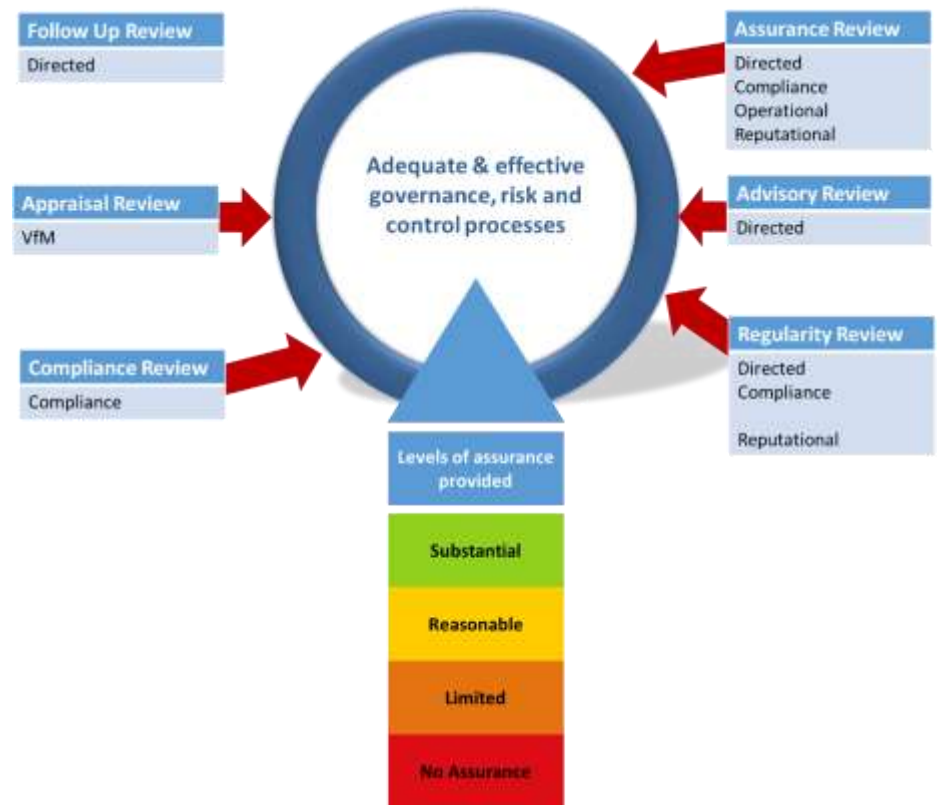 Follow Up Review
Directed
Appraisal Review
VfM
Compliance Review
Compliance
Adequate & effective
governance, risk and
control processes
Assurance Review
Directed
Compliance
Operational
Reputational
Advisory Review
Directed
Regularity Review
Directed
Compliance
Reputational
Levels of assurance
provided
Substantial
Reasonable
Limited
No Assurance